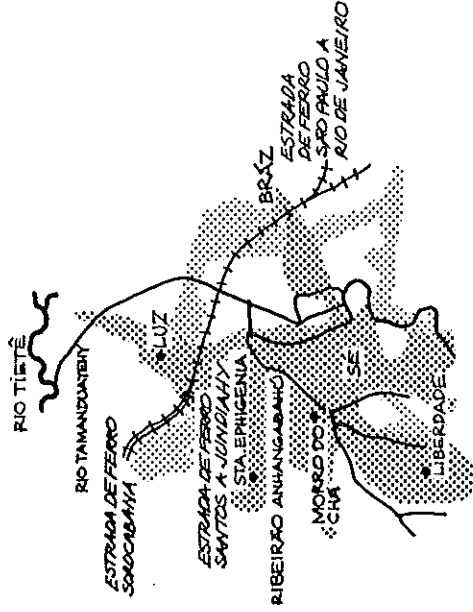 RIO TIETÊ
RIO TAMANDUATEHY
ESTRADA DE FERRO
SOROCABANA
LUZ
ESTRADA DE FERRO
SANTOS A JUNDIAHY
STA. EPHIGENIA
RIBEIRÃO ANHANGABAHÚ
MORRO DO
CHÁ
SÉ
LIBERDADE
BRÁZ
ESTRADA
DE FERRO
SÃO PAULO A
RIO DE JANEIRO